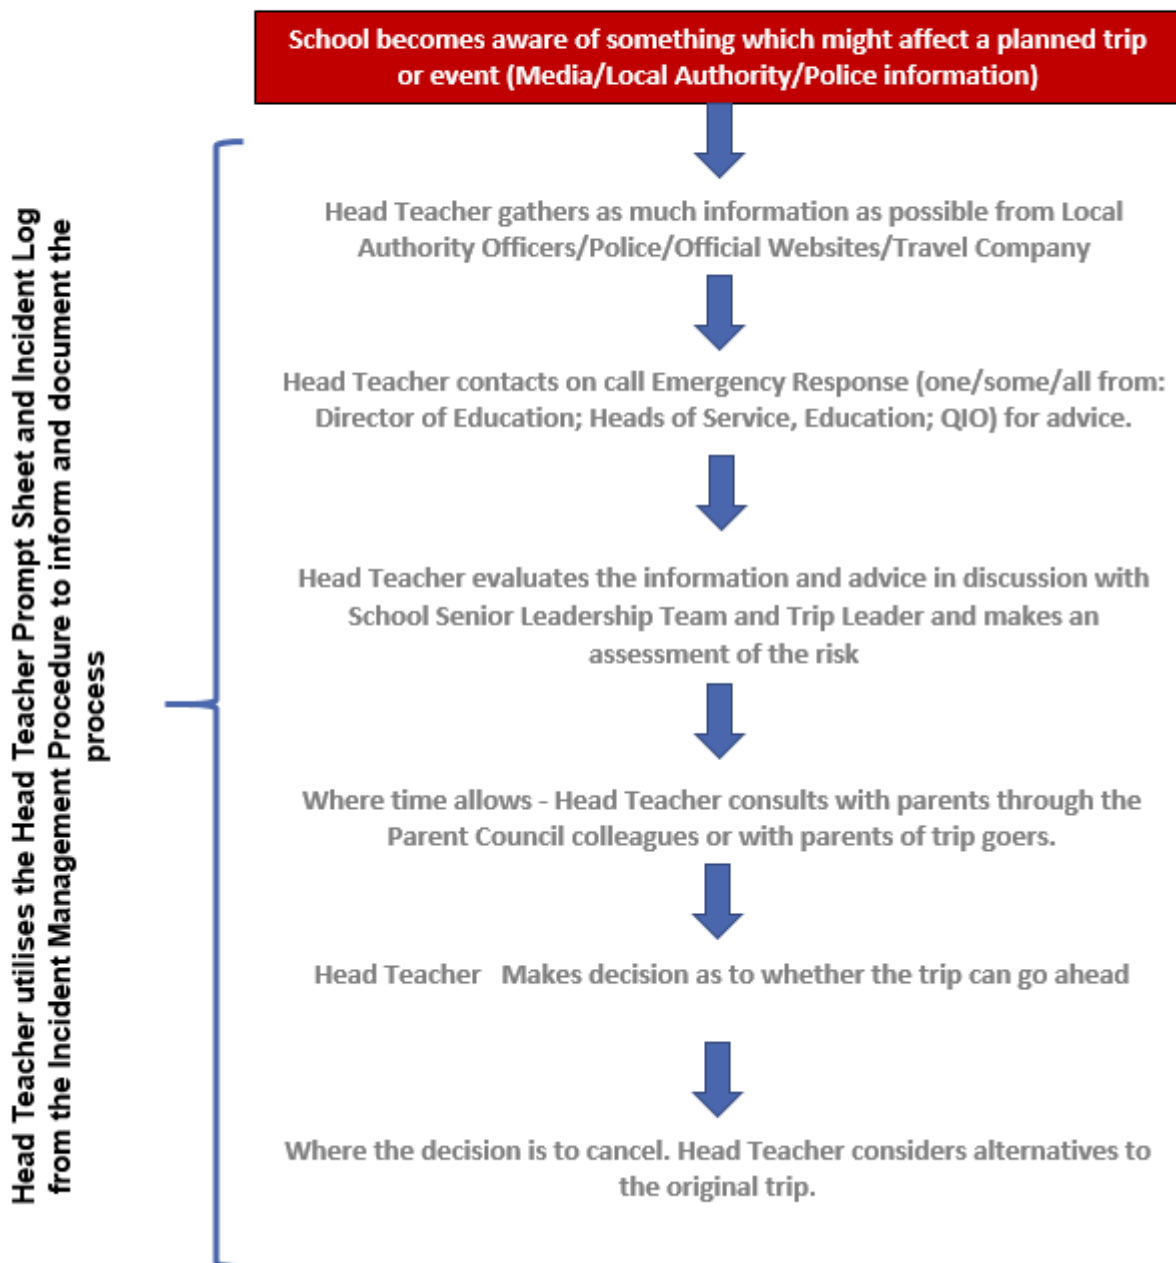 School becomes aware of something which might affect a planned trip
or event (Media/Local Authority/Police information)
Head Teacher utilises the Head Teacher Prompt Sheet and Incident Log
from the Incident Management Procedure to inform and document the
process
Head Teacher gathers as much information as possible from Local
Authority Officers/Police/Official Websites/Travel Company
Head Teacher contacts on call Emergency Response (one/some/all from:
Director of Education; Heads of Service, Education; QIO) for advice.
Head Teacher evaluates the information and advice in discussion with
School Senior Leadership Team and Trip Leader and makes an
assessment of the risk
Where time allows - Head Teacher consults with parents through the
Parent Council colleagues or with parents of trip goers.
Head Teacher   Makes decision as to whether the trip can go ahead
Where the decision is to cancel. Head Teacher considers alternatives to
the original trip.